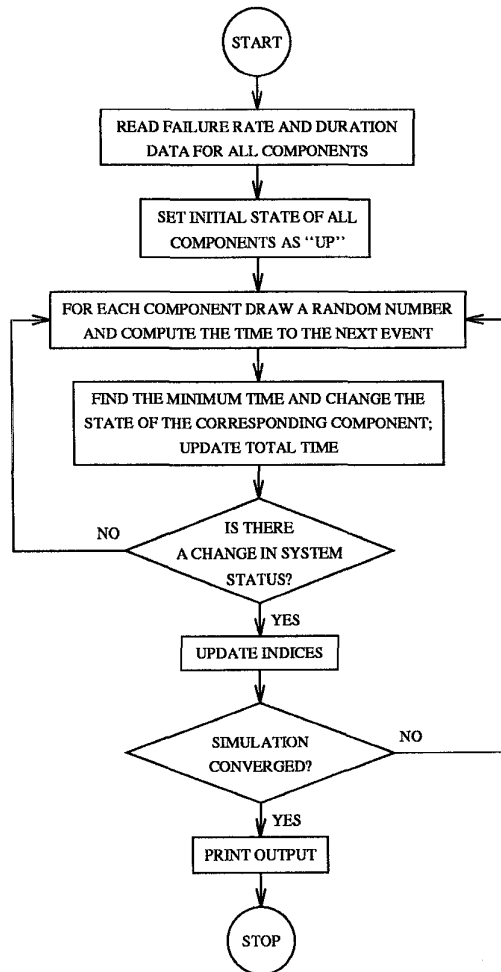 START
READ FAILURE RATE AND DURATION
DATA FOR ALL COMPONENTS
SET INITIAL STATE OF ALL
COMPONENTS AS "UP"
FOR EACH COMPONENT DRAW A RANDOM NUMBER
AND COMPUTE THE TIME TO THE NEXT EVENT
FIND THE MINIMUM TIME AND CHANGE THE
STATE OF THE CORRESPONDING COMPONENT;
UPDATE TOTAL TIME
NO
IS THERE
A CHANGE IN SYSTEM
STATUS?
YES
UPDATE INDICES
SIMULATION
CONVERGED?
NO
YES
PRINT OUTPUT
STOP